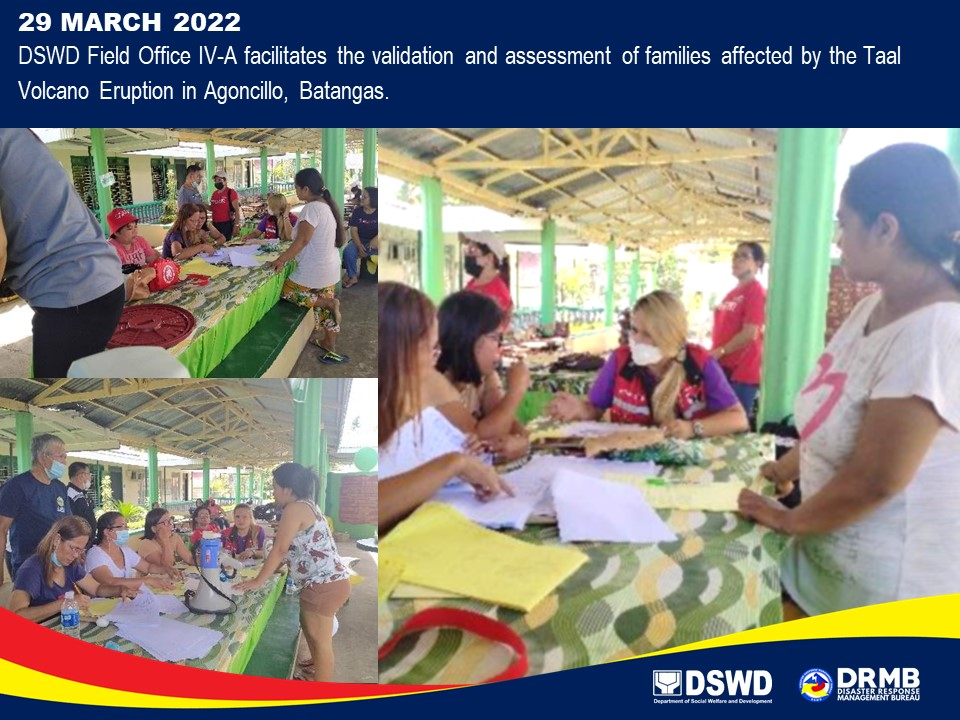 29 MARCH 2022
DSWD Field Office IV-A facilitates the validation and assessment of families affected by the Taal
Volcano Eruption in Agoncillo, Batangas.
DSWD
Department of Social Welfare and Development
DRMB
DISASTER RESPONSE
MANAGEMENT BUREAU